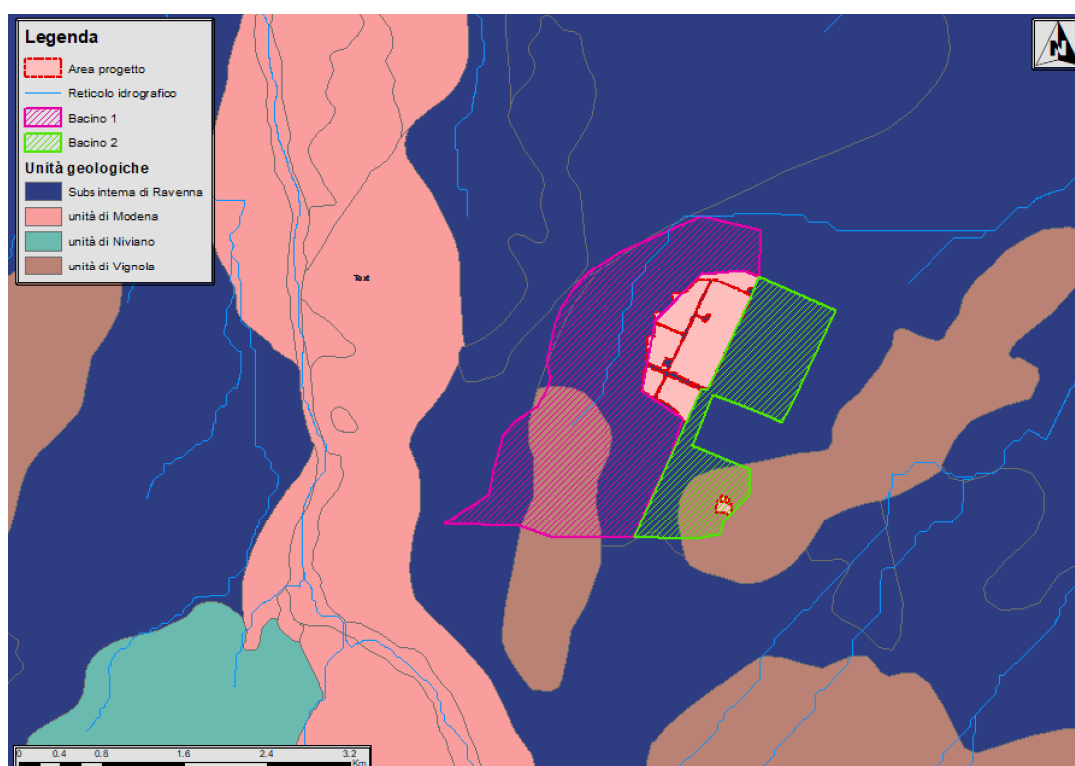 Legenda
Area progetto
Reticolo idrografico
Bacino 1
Bacino 2
Unità geologiche
Subsintema di Ravenna
unità di Modena
unità di Niviano
unità di Vignola
N
Text
0 0.4 0.8 1.6 2.4 3.2
Km